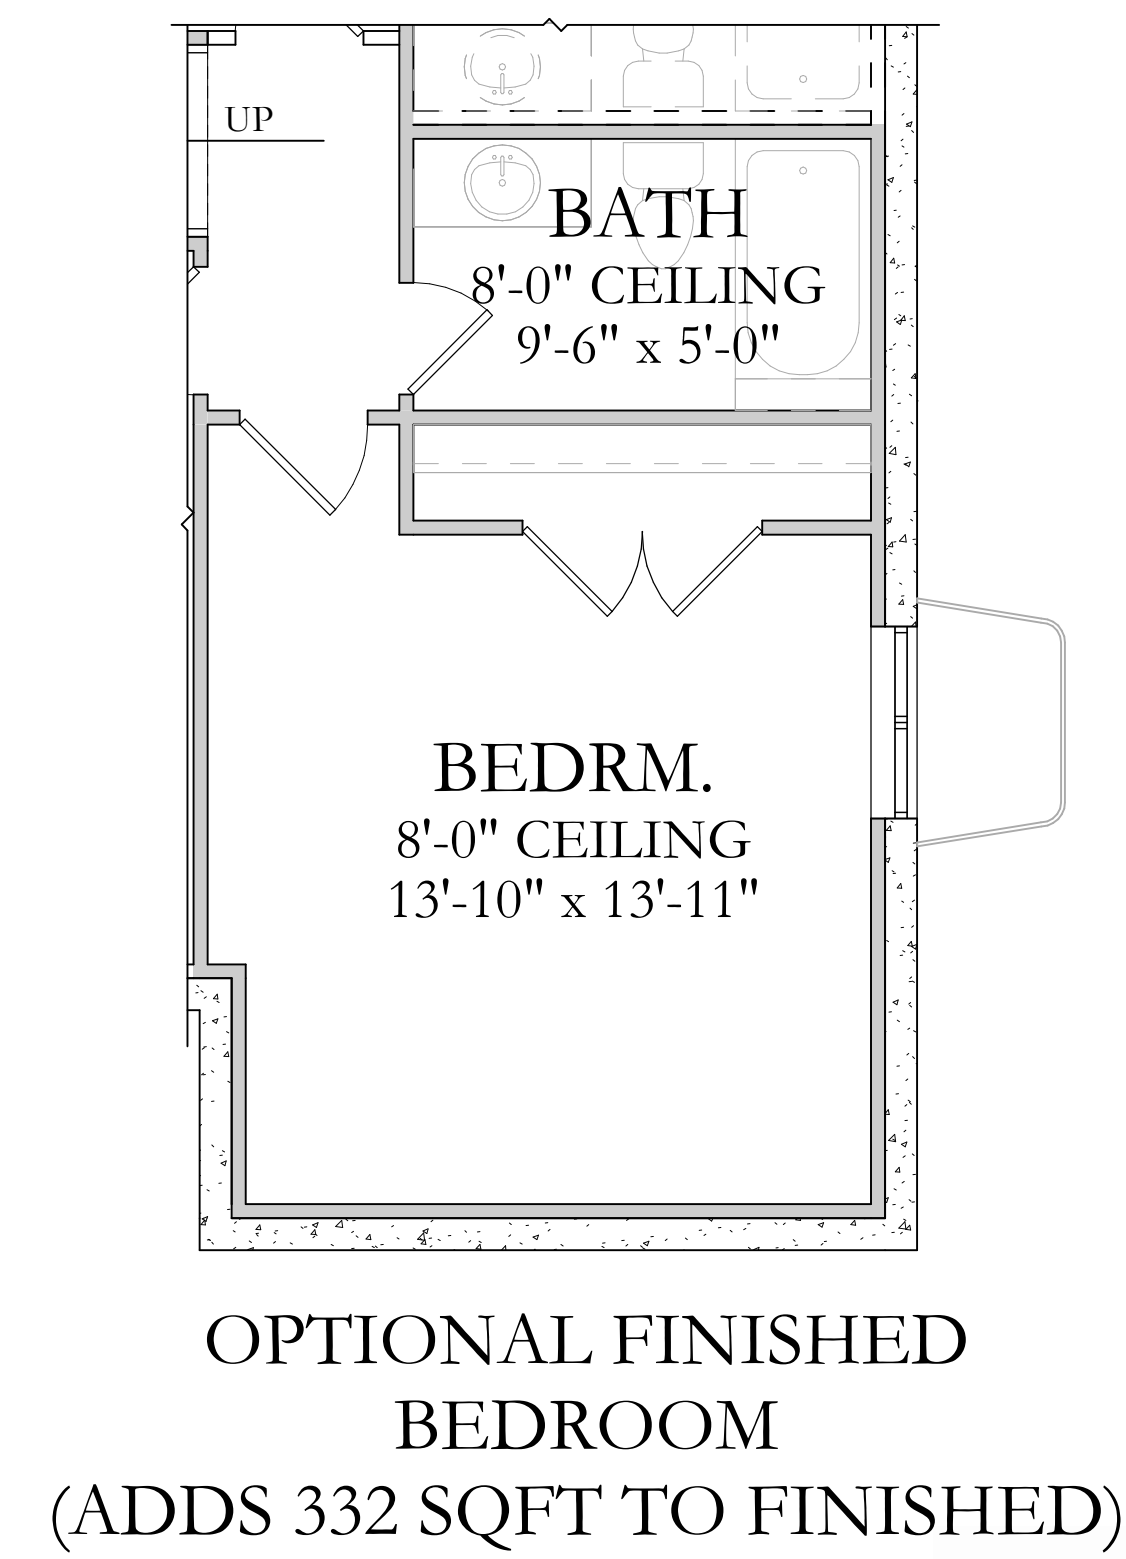 UP
BATH
8'-0" CEILING
9'-6" x 5'-0"
BEDRM.
8'-0" CEILING
13'-10" x 13'-11"
OPTIONAL FINISHED
BEDROOM
(ADDS 332 SQFT TO FINISHED)